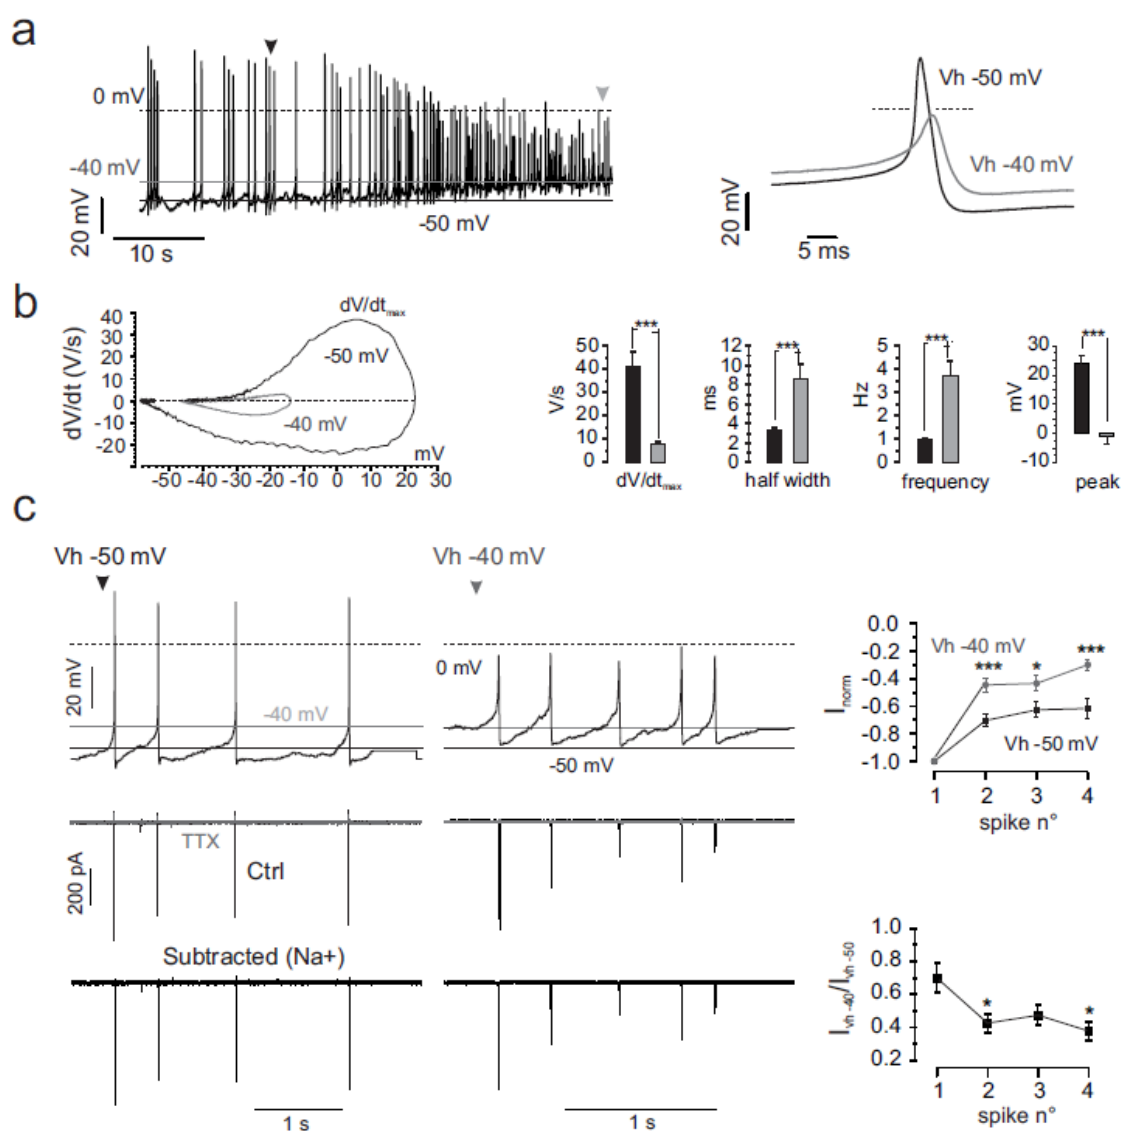 a
0 mV
-40 mV
-50 mV
20 mV
10 s
Vh -50 mV
Vh -40 mV
20 mV
5 ms
b
dV/dt (V/s)
40
30
20
10
0
-10
-20
-50 -40 -30 -20 -10 0 10 20 30
dV/dtmax
-50 mV
-40 mV
mV
V/s
50
40
30
20
10
0
***
dV/dtmax
ms
12
10
8
6
4
2
0
***
half width
Hz
5
4
3
2
1
0
***
frequency
mV
30
20
10
0
-10
***
peak
c
Vh -50 mV
20 mV
-40 mV
Vh -40 mV
0 mV
-50 mV
200 pA
TTX
Ctrl
Subtracted (Na+)
1 s
1 s
Inorm
0.0
-0.2
-0.4
-0.6
-0.8
-1.0
Vh -40 mV
*** * ***
Vh -50 mV
1 2 3 4
spike n°
Ivh -40/Ivh -50
1.0
0.8
0.6
0.4
0.2
* *
1 2 3 4
spike n°